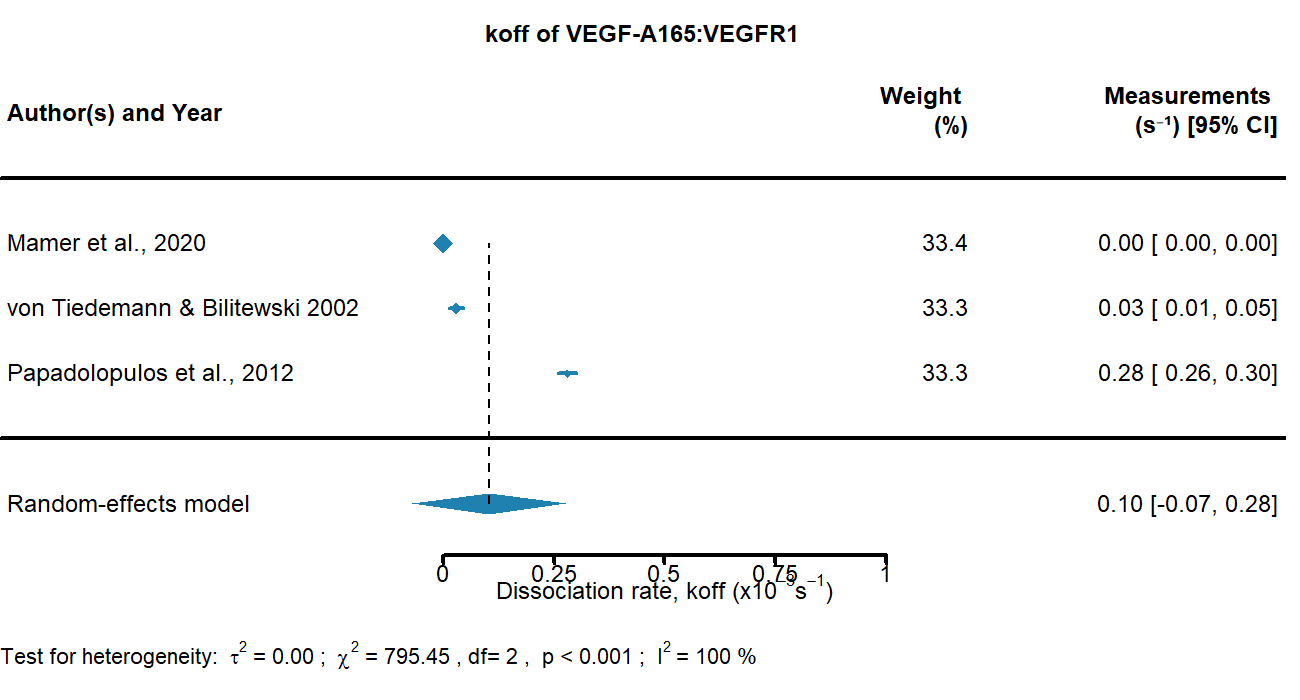 koff of VEGF-A165:VEGFR1
Author(s) and Year
Weight (%)
Measurements (s⁻¹) [95% CI]
Mamer et al., 2020 33.4 0.00 [ 0.00, 0.00]
von Tiedemann & Bilitewski 2002 33.3 0.03 [ 0.01, 0.05]
Papadolopulos et al., 2012 33.3 0.28 [ 0.26, 0.30]
Random-effects model 0.10 [-0.07, 0.28]
0 0.25 0.5 0.75 1
Dissociation rate, koff (x10⁻³s⁻¹)
Test for heterogeneity: τ² = 0.00 ; χ² = 795.45 , df= 2 , p < 0.001 ; I² = 100 %